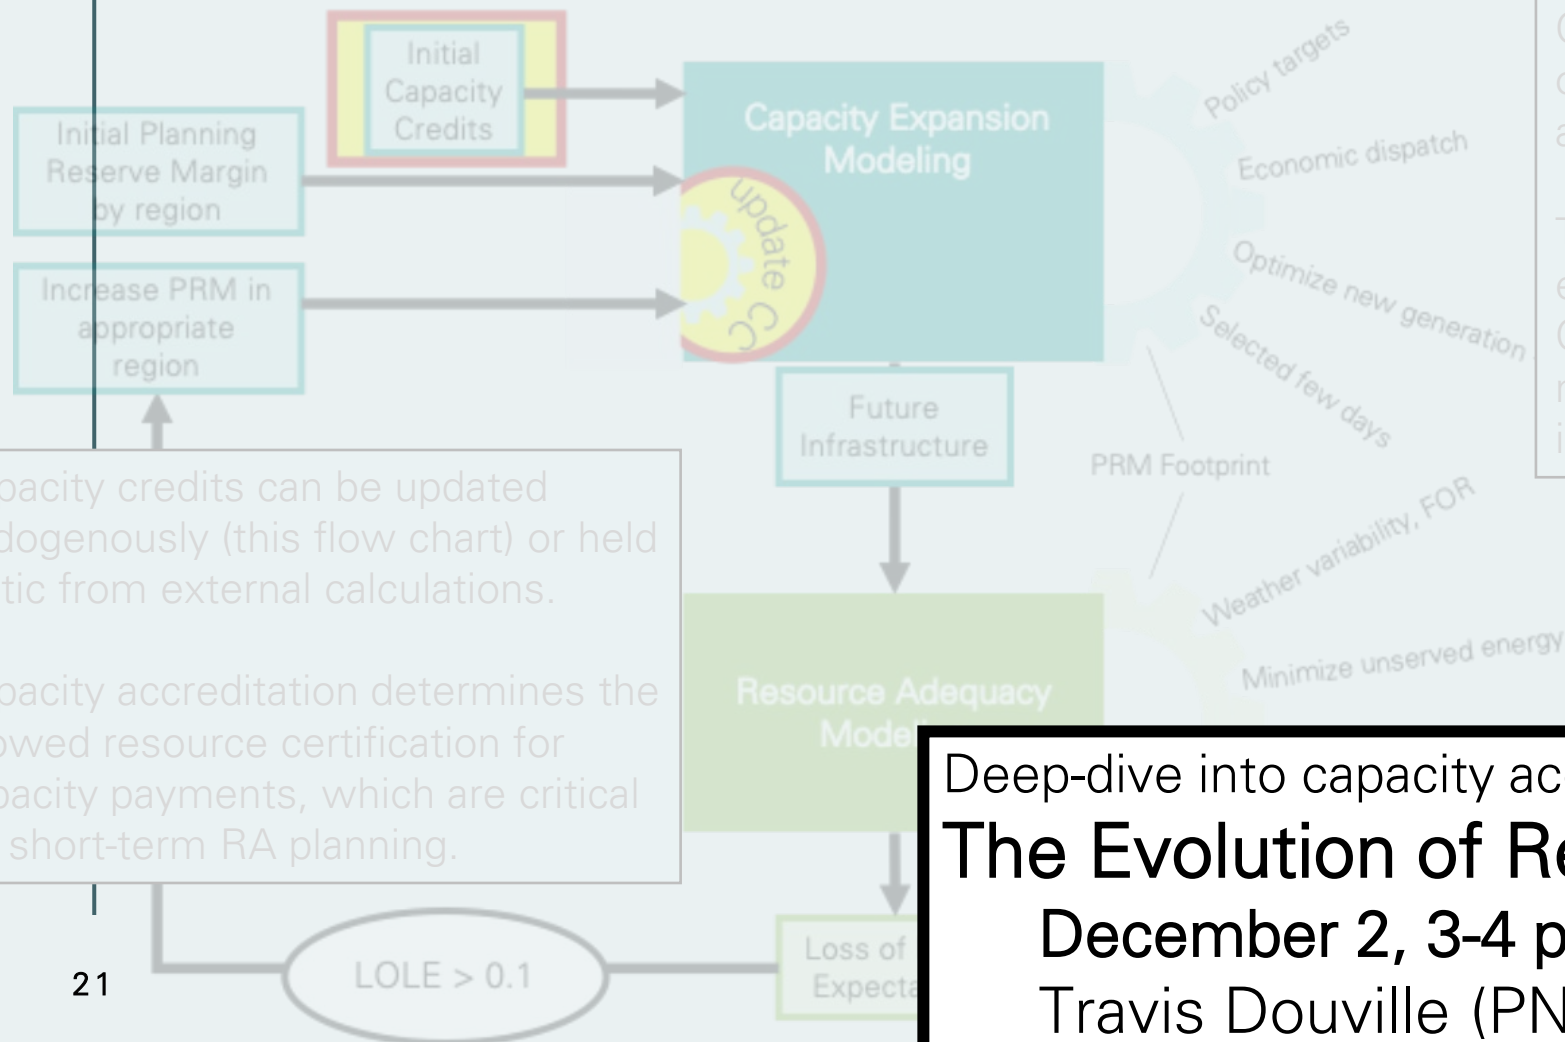 Initial
Capacity
Credits
Initial Planning
Reserve Margin
by region
Increase PRM in
appropriate
region
Capacity Expansion
Modeling
update CC
Policy targets
Economic dispatch
Optimize new generation
Selected few days
PRM Footprint
Weather variability, FOR
Minimize unserved energy
Future
Infrastructure
pacity credits can be updated
dogenously (this flow chart) or held
tic from external calculations.
pacity accreditation determines the
owed resource certification for
pacity payments, which are critical
short-term RA planning.
Resource Adequacy
Model
Loss of
Expecta
LOLE > 0.1
Deep-dive into capacity ac
The Evolution of Re
December 2, 3-4 p
Travis Douville (PN
21